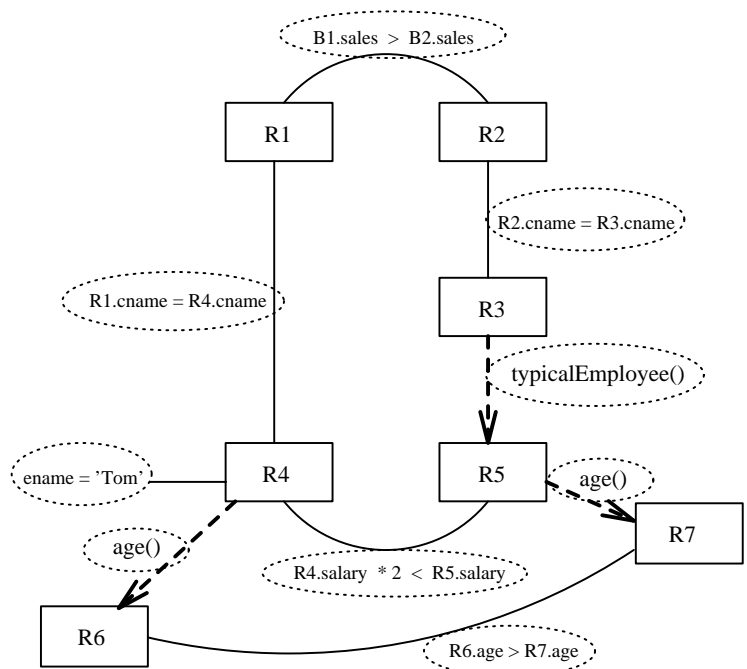 B1.sales > B2.sales
R1
R2
R2.cname = R3.cname
R1.cname = R4.cname
R3
typicalEmployee()
ename = ’Tom’
R4
R5
age()
R7
age()
R4.salary * 2 < R5.salary
R6
R6.age > R7.age